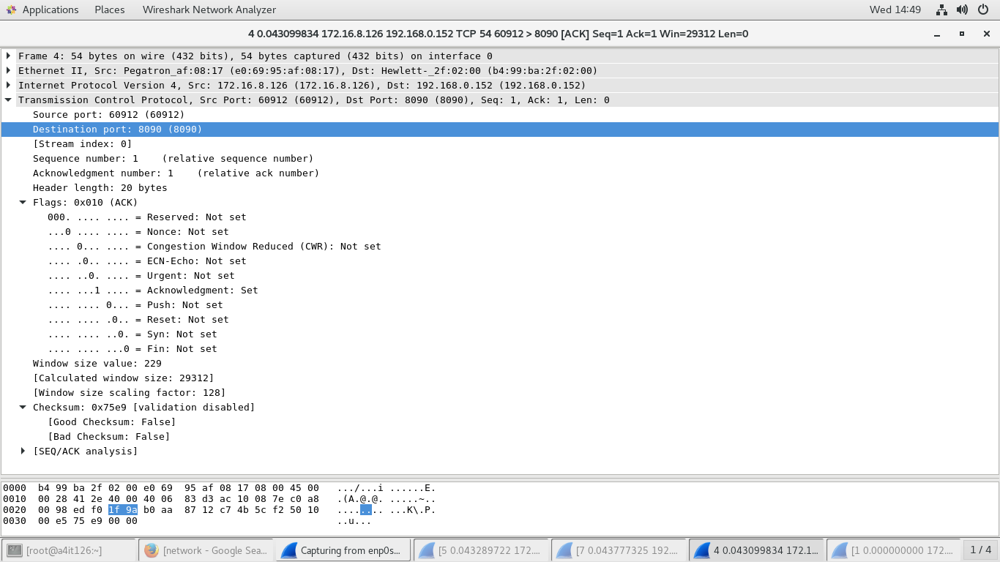 Applications Places Wireshark Network Analyzer Wed 14:49
4 0.043099834 172.16.8.126 192.168.0.152 TCP 54 60912 > 8090 [ACK] Seq=1 Ack=1 Win=29312 Len=0
Frame 4: 54 bytes on wire (432 bits), 54 bytes captured (432 bits) on interface 0
Ethernet II, Src: Pegatron_af:08:17 (e0:69:95:af:08:17), Dst: Hewlett-_2f:02:00 (b4:99:ba:2f:02:00)
Internet Protocol Version 4, Src: 172.16.8.126 (172.16.8.126), Dst: 192.168.0.152 (192.168.0.152)
Transmission Control Protocol, Src Port: 60912 (60912), Dst Port: 8090 (8090), Seq: 1, Ack: 1, Len: 0
Source port: 60912 (60912)
Destination port: 8090 (8090)
[Stream index: 0]
Sequence number: 1    (relative sequence number)
Acknowledgment number: 1    (relative ack number)
Header length: 20 bytes
Flags: 0x010 (ACK)
000. .... .... = Reserved: Not set
...0 .... .... = Nonce: Not set
.... 0... .... = Congestion Window Reduced (CWR): Not set
.... .0.. .... = ECN-Echo: Not set
.... ..0. .... = Urgent: Not set
.... ...1 .... = Acknowledgment: Set
.... .... 0... = Push: Not set
.... .... .0.. = Reset: Not set
.... .... ..0. = Syn: Not set
.... .... ...0 = Fin: Not set
Window size value: 229
[Calculated window size: 29312]
[Window size scaling factor: 128]
Checksum: 0x75e9 [validation disabled]
[Good Checksum: False]
[Bad Checksum: False]
[SEQ/ACK analysis]
0000  b4 99 ba 2f 02 00 e0 69  95 af 08 17 08 00 45 00   .../...i ......E.
0010  00 28 41 2e 40 00 40 06  83 d3 ac 10 08 7e c0 a8   .(A.@.@. .....~..
0020  00 98 ed f0 1f 9a b0 aa  87 12 c7 4b 5c f2 50 10   ........ ...K\.P.
0030  00 e5 75 e9 00 00                                  ..u...
[root@a4it126:~] [network - Google Sea... Capturing from enp0s... [5 0.043289722 172.... [7 0.043777325 192.... 4 0.043099834 172.1... [1 0.000000000 172.... 1 / 4